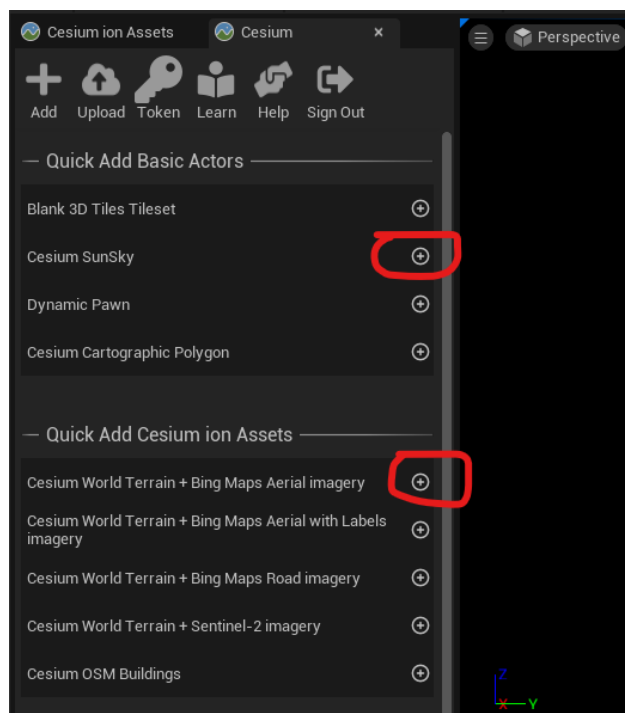 Cesium ion Assets
Cesium
Perspective
Add
Upload
Token
Learn
Help
Sign Out
Quick Add Basic Actors
Blank 3D Tiles Tileset
Cesium SunSky
Dynamic Pawn
Cesium Cartographic Polygon
Quick Add Cesium ion Assets
Cesium World Terrain + Bing Maps Aerial imagery
Cesium World Terrain + Bing Maps Aerial with Labels
imagery
Cesium World Terrain + Bing Maps Road imagery
Cesium World Terrain + Sentinel-2 imagery
Cesium OSM Buildings
Z
X
Y